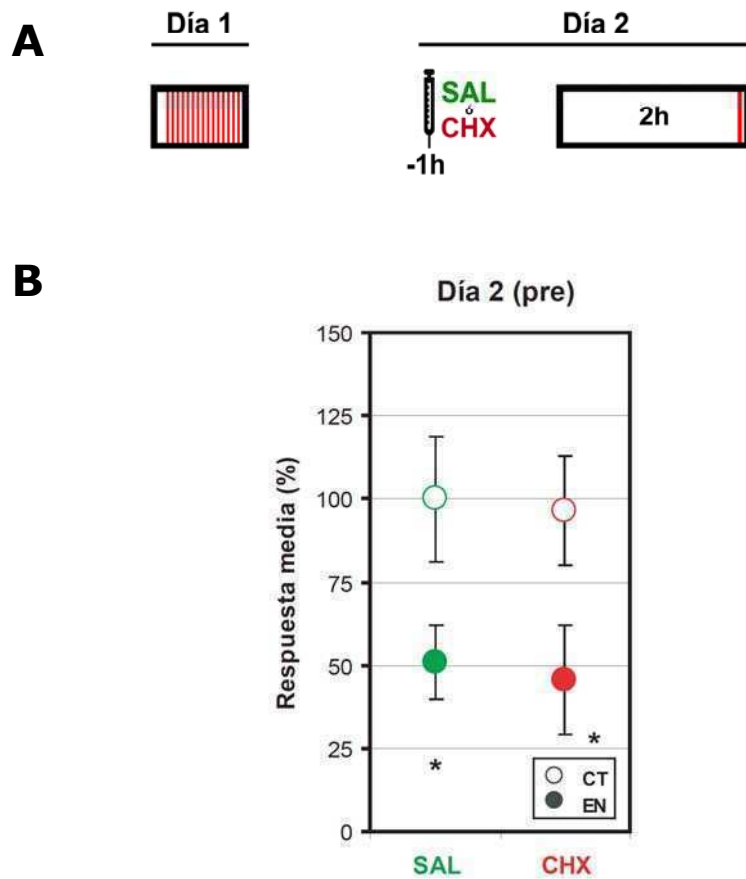 A
Día 1
Día 2
SAL
ó
CHX
-1h
2h
B
Día 2 (pre)
Respuesta media (%)
150
125
100
75
50
25
0
*
*
CT
EN
SAL
CHX